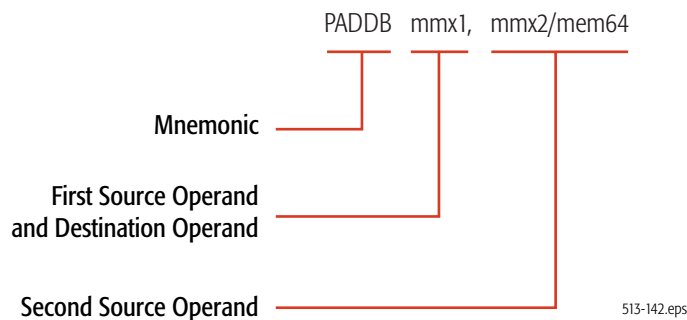 PADDB mmx1, mmx2/mem64
Mnemonic
First Source Operand
and Destination Operand
Second Source Operand
513-142.eps